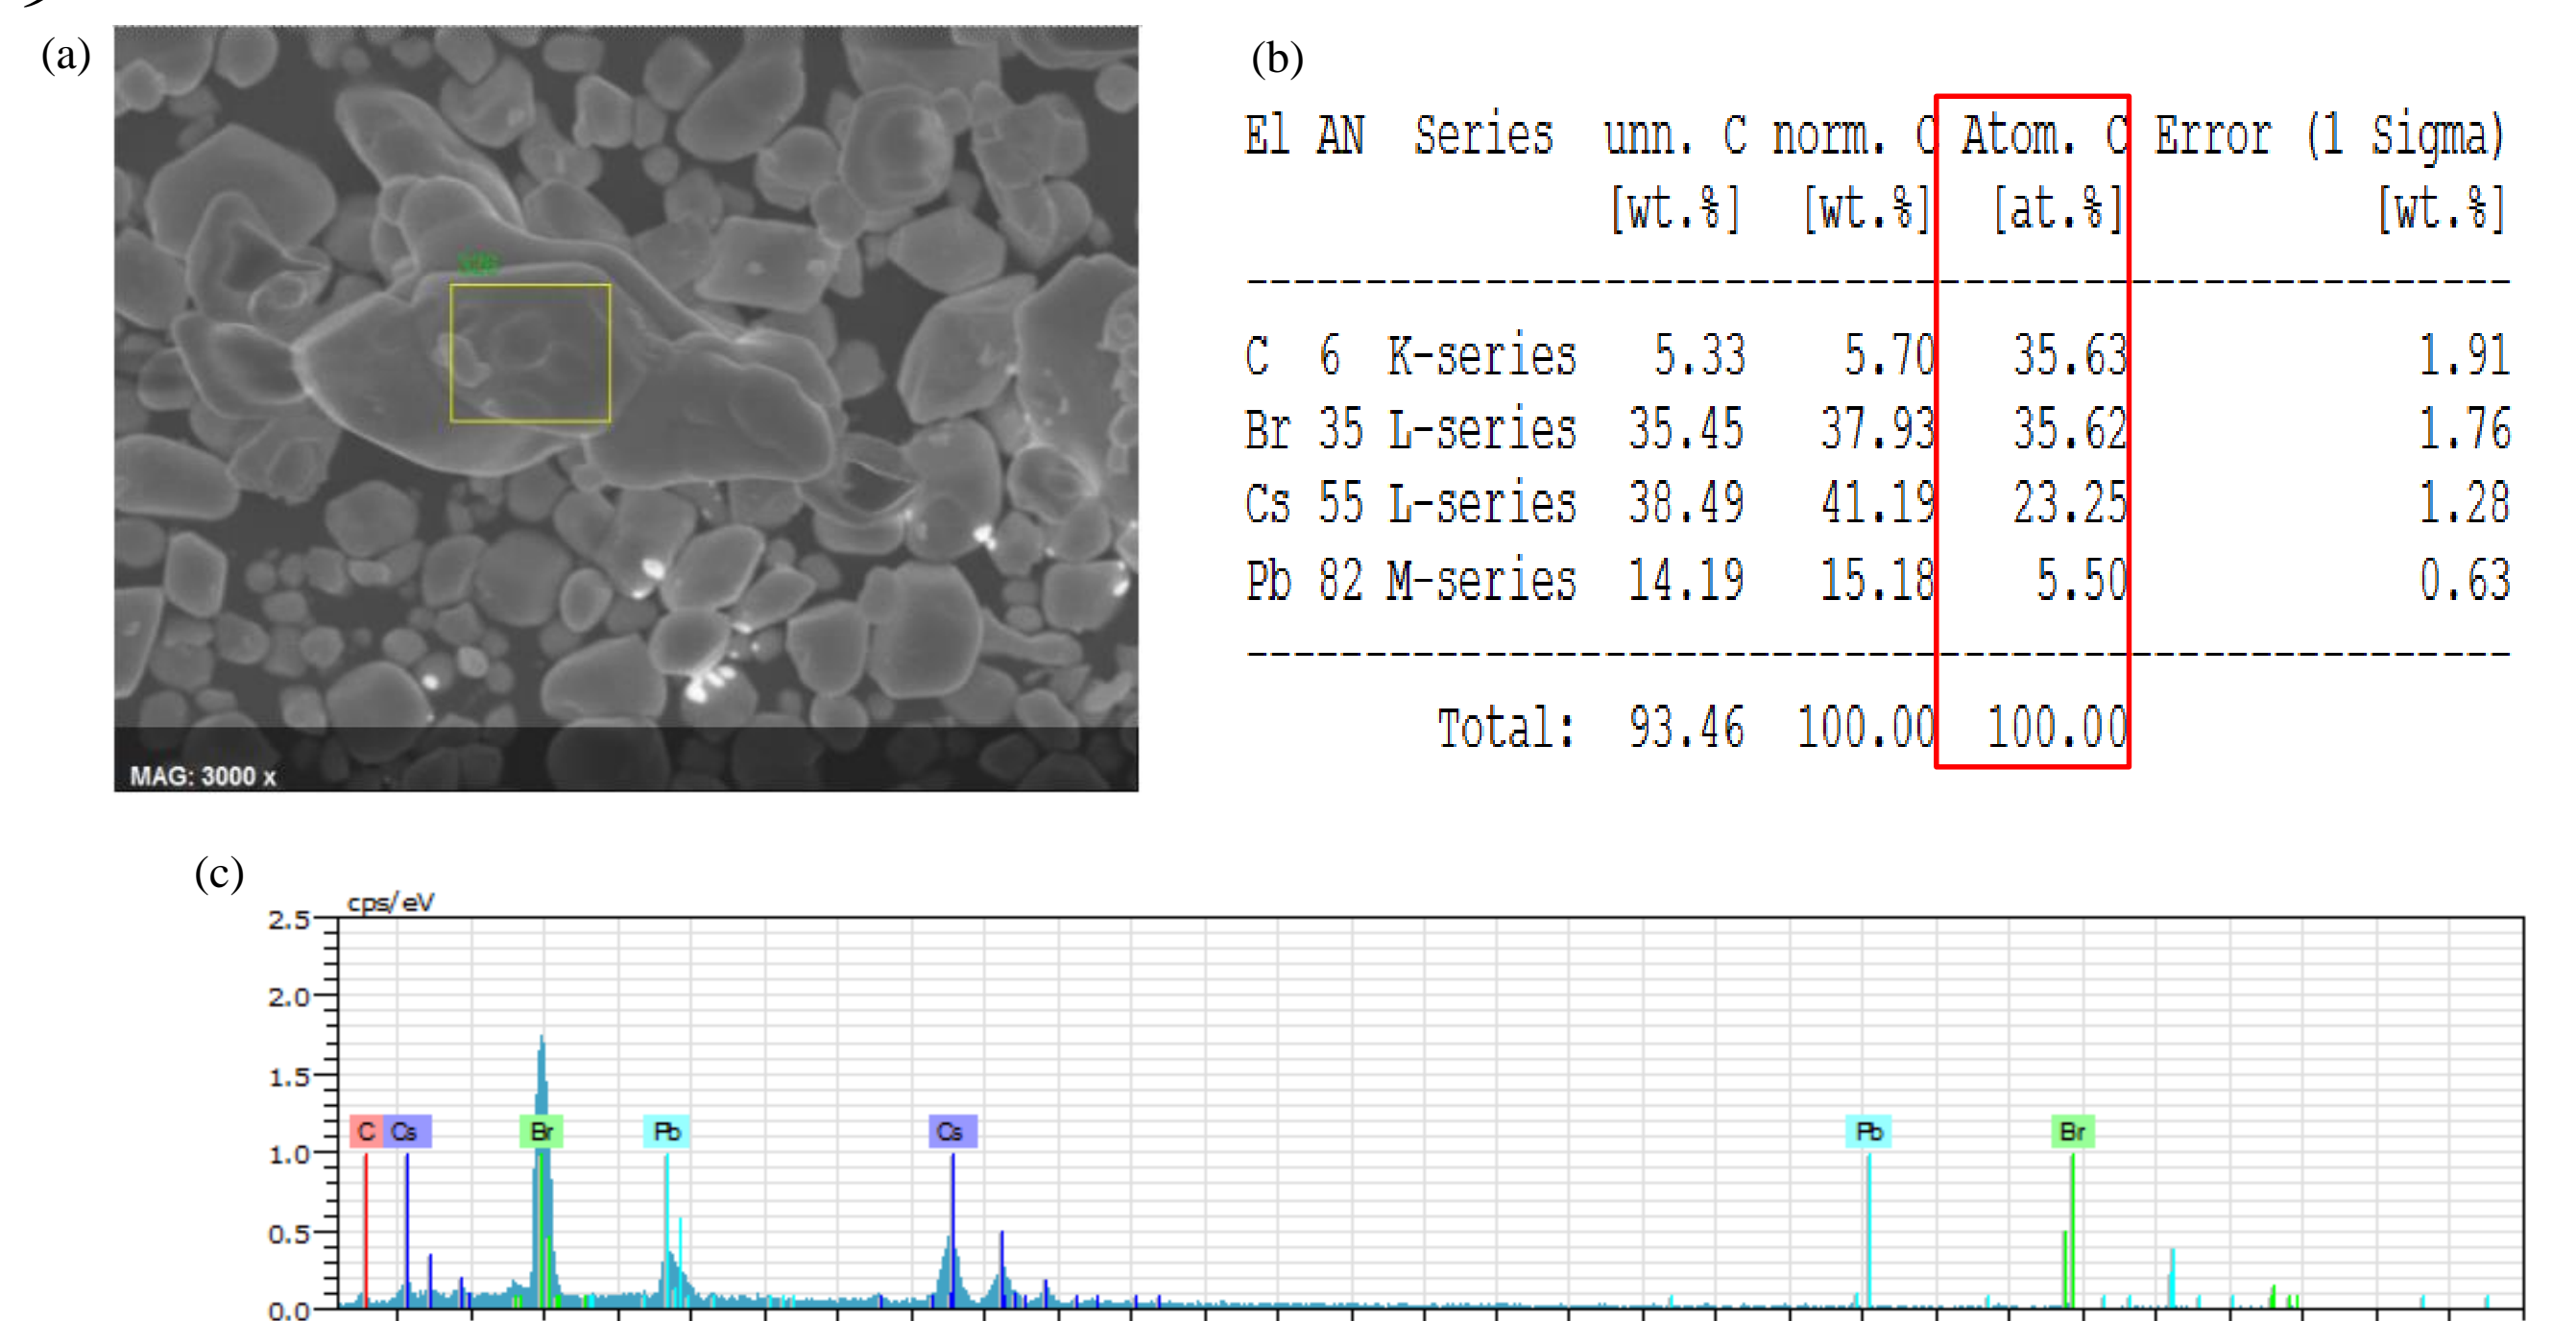 (a)
MAG: 3000 x
(b)
El AN Series unn. C norm. C Atom. C Error (1 Sigma)
[wt.%] [wt.%] [at.%] [wt.%]
C 6 K-series 5.33 5.70 35.63 1.91
Br 35 L-series 35.45 37.93 35.62 1.76
Cs 55 L-series 38.49 41.19 23.25 1.28
Pb 82 M-series 14.19 15.18 5.50 0.63
Total: 93.46 100.00 100.00
(c)
cps/eV
2.5
2.0
1.5
C Cs Br Pb Cs Pb Br
1.0
0.5
0.0